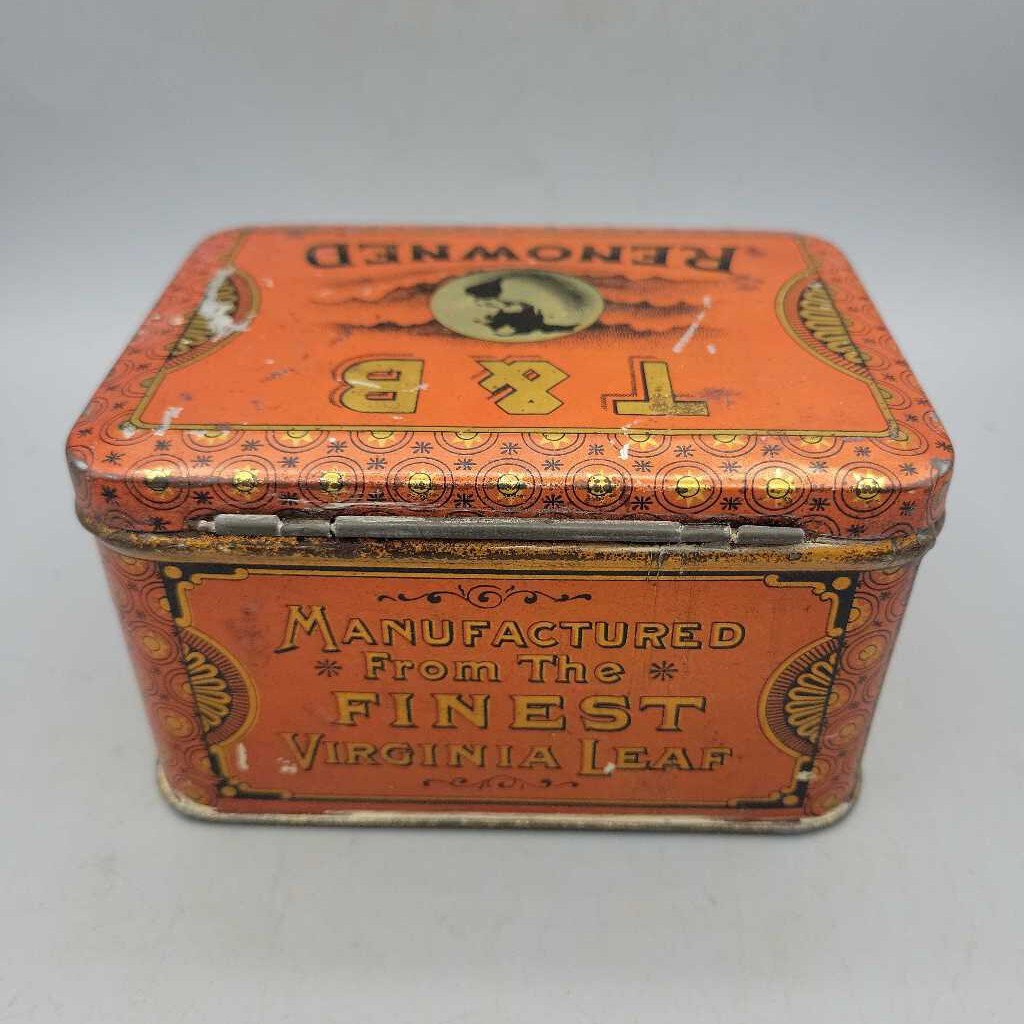 T & B
RENOWNED
MANUFACTURED
From The
FINEST
VIRGINIA LEAF